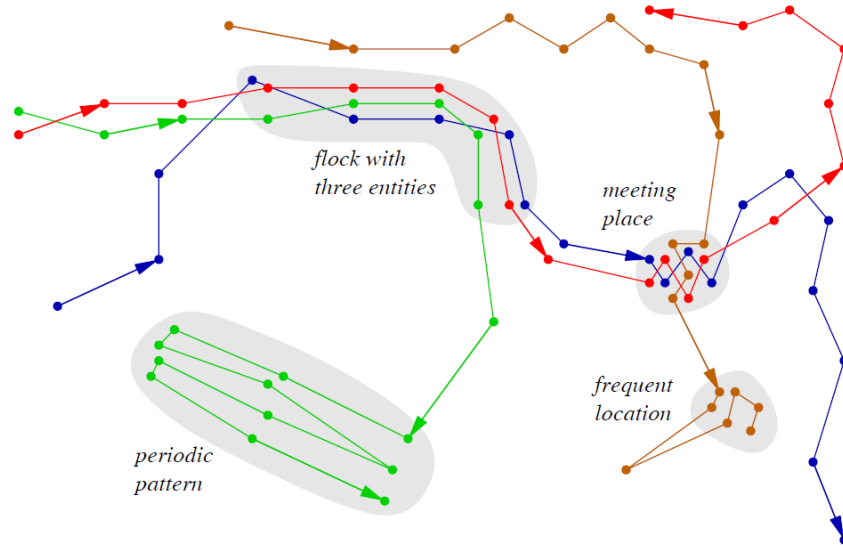 flock with
three entities
meeting
place
frequent
location
periodic
pattern